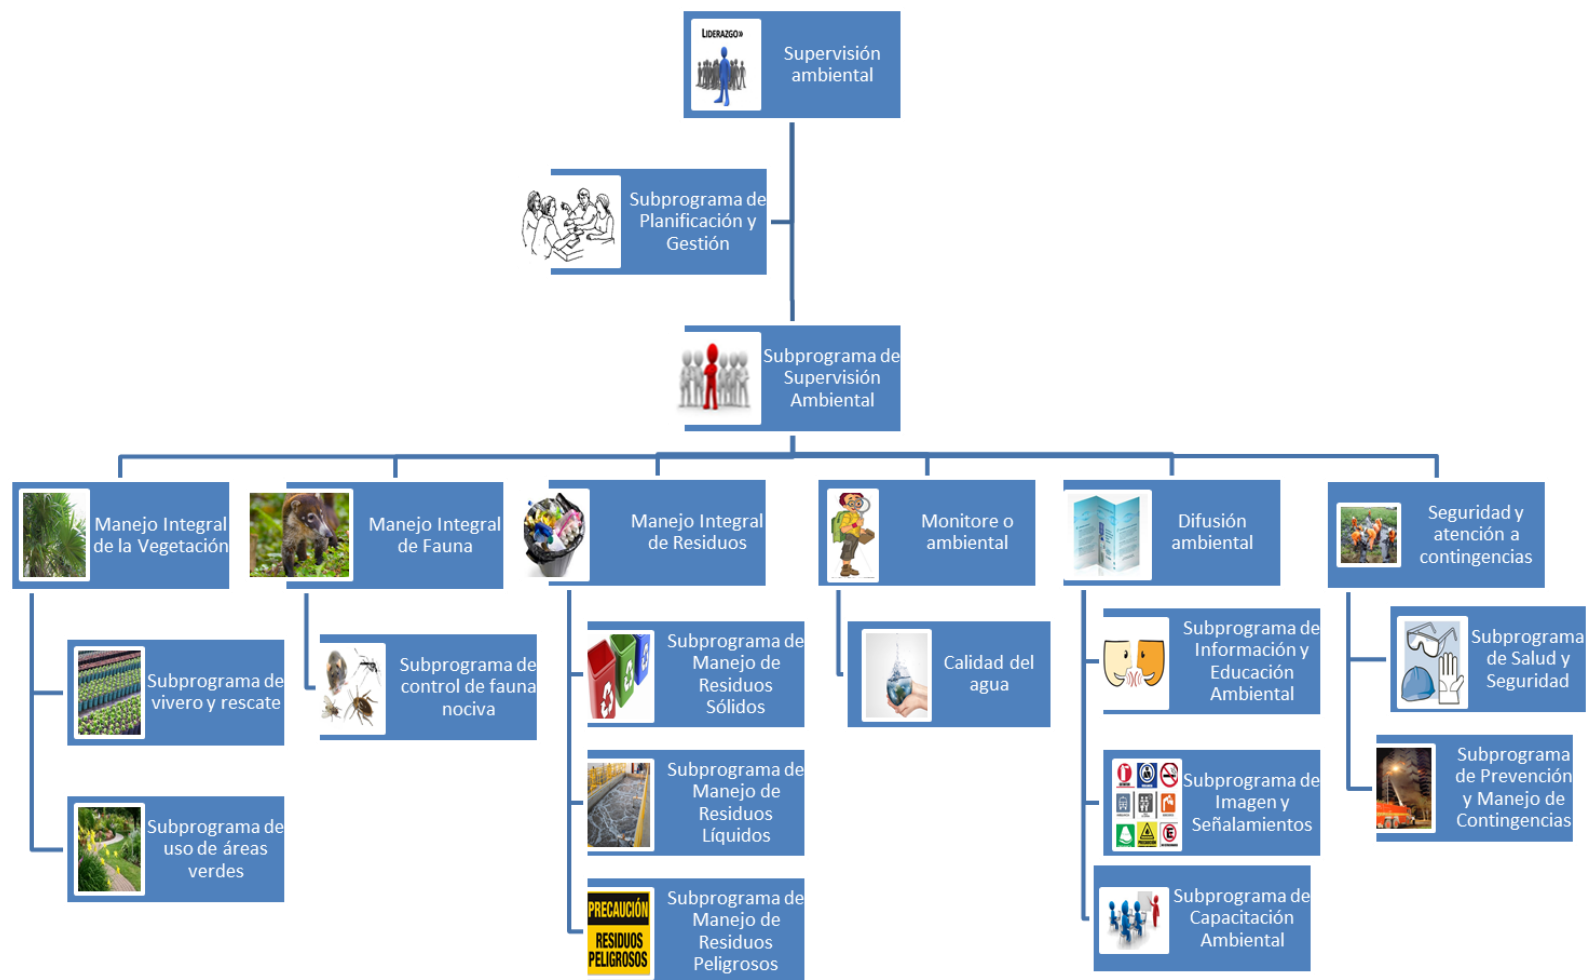 LIDERAZGO»
Supervisión
ambiental
Subprograma de
Planificación y
Gestión
Subprograma de
Supervisión
Ambiental
Manejo Integral
de la Vegetación
Manejo Integral
de Fauna
Manejo Integral
de Residuos
Monitore o
ambiental
Difusión
ambiental
Seguridad y
atención a
contingencias
Subprograma de
vivero y rescate
Subprograma de
uso de áreas
verdes
Subprograma de
control de fauna
nociva
Subprograma de
Manejo de
Residuos
Sólidos
Subprograma de
Manejo de
Residuos
Líquidos
PRECAUCIÓN
RESIDUOS
PELIGROSOS
Subprograma de
Manejo de
Residuos
Peligrosos
Calidad del
agua
Subprograma de
Información y
Educación
Ambiental
Subprograma de
Imagen y
Señalamientos
Subprograma de
Capacitación
Ambiental
Subprograma
de Salud y
Seguridad
Subprograma
de Prevención
y Manejo de
Contingencias